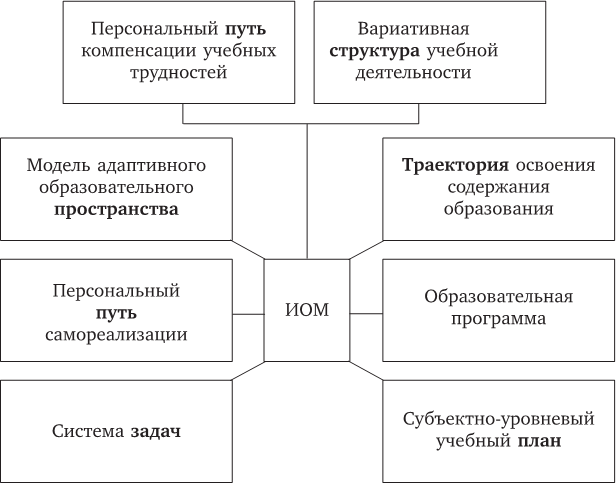 Персональный путь
компенсации учебных
трудностей
Вариативная
структура учебной
деятельности
Модель адаптивного
образовательного
пространства
Траектория освоения
содержания
образования
Персональный
путь
самореализации
ИОМ
Образовательная
программа
Система задач
Субъектно-уровневый
учебный план